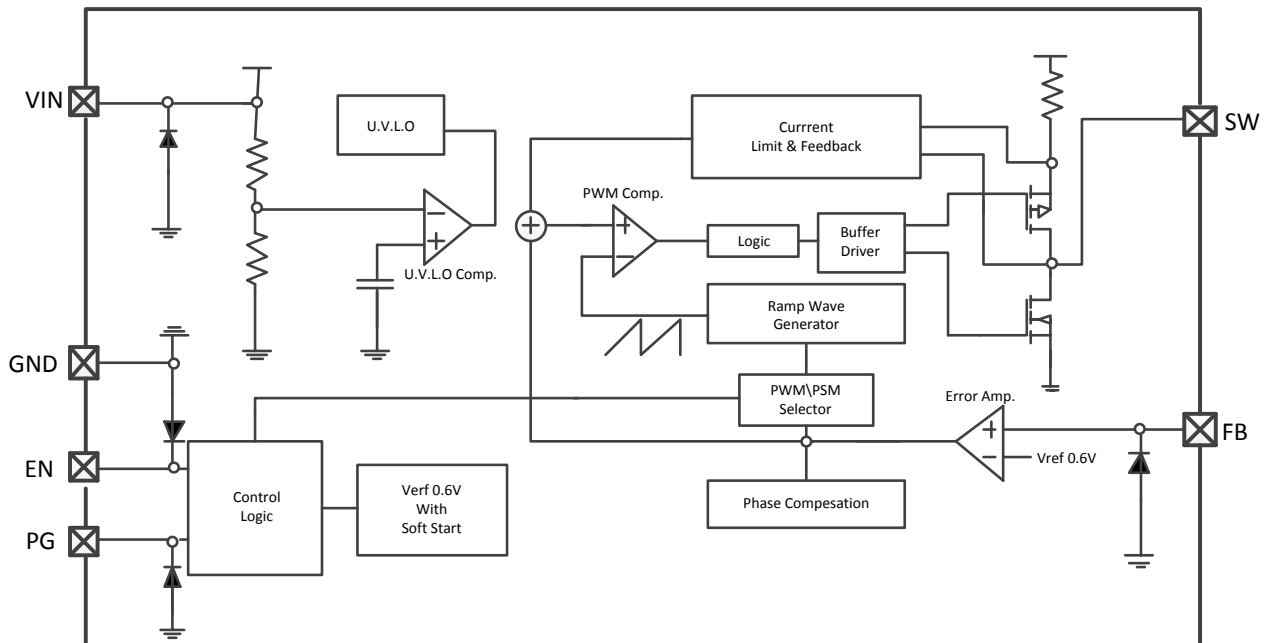 VIN
U.V.L.O
Currrent
Limit & Feedback
SW
PWM Comp.
+
−
−
+
+
Logic
Buffer
Driver
U.V.L.O Comp.
Ramp Wave
Generator
GND
PWM\PSM
Selector
Error Amp.
+
−
Vref 0.6V
FB
EN
Control
Logic
Verf 0.6V
With
Soft Start
Phase Compesation
PG